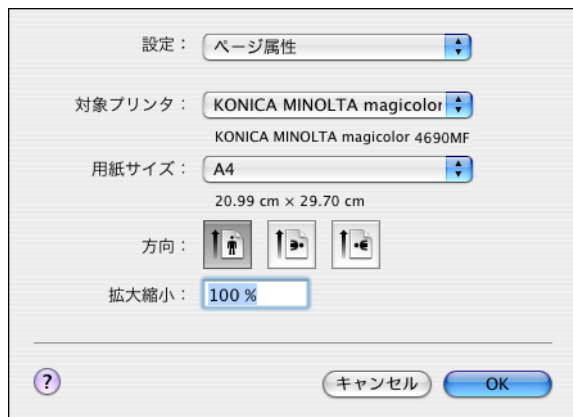 設定： ページ属性
対象プリンタ： KONICA MINOLTA magicolor
KONICA MINOLTA magicolor 4690MF
用紙サイズ： A4
20.99 cm × 29.70 cm
方向：
拡大縮小： 100 %
? キャンセル OK